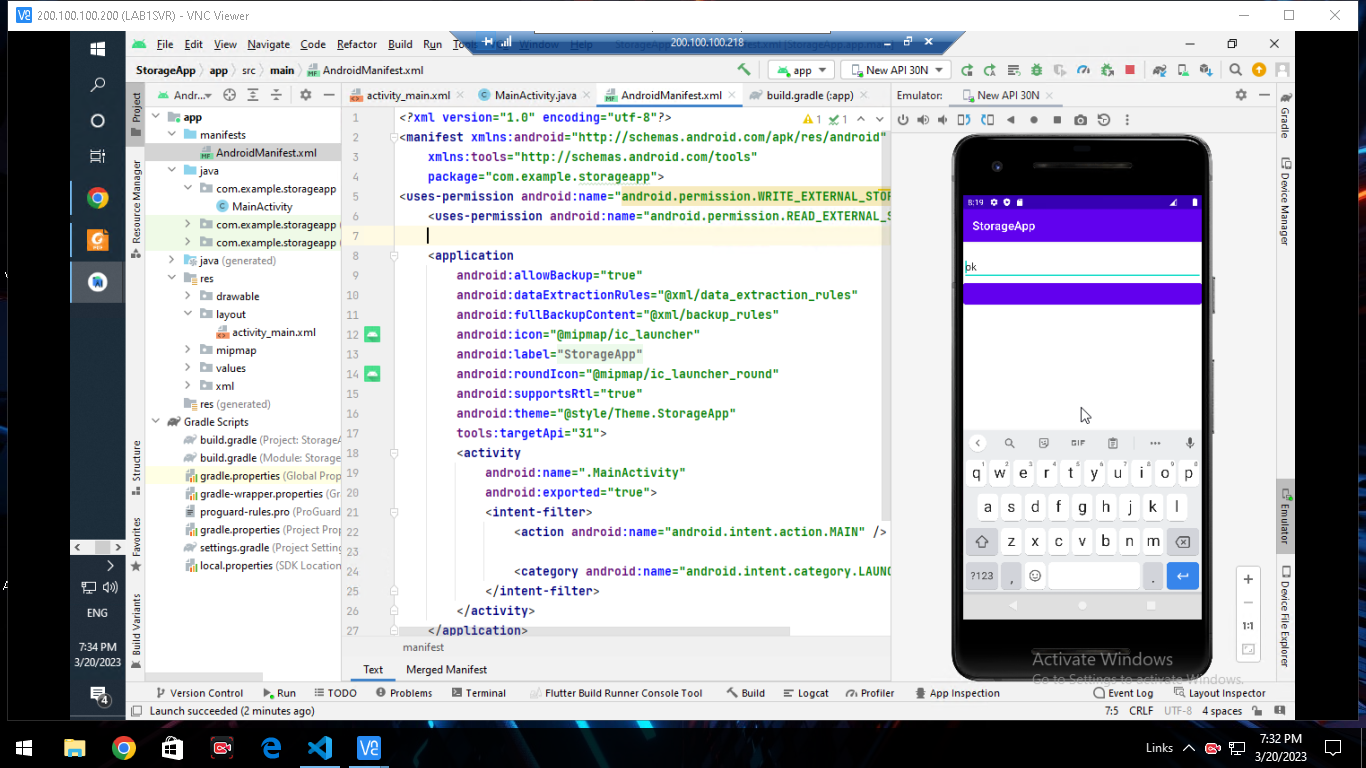 200.100.100.200 (LAB1SVR) - VNC Viewer
File Edit View Navigate Code Refactor Build Run
200.100.100.218
StorageApp app src main AndroidManifest.xml
app New API 30N
Project
Andr...
activity_main.xml MainActivity.java AndroidManifest.xml build.gradle (:app)
Emulator: New API 30N
Gradle
Device Manager
Emulator
Device File Explorer
Resource Manager
Structure
Favorites
Build Variants
app
manifests
AndroidManifest.xml
java
com.example.storageapp
MainActivity
com.example.storageapp
com.example.storageapp
java (generated)
res
drawable
layout
activity_main.xml
mipmap
values
xml
res (generated)
Gradle Scripts
build.gradle (Project: StorageA
build.gradle (Module: Storage
gradle.properties (Global Prop
gradle-wrapper.properties (Gr
proguard-rules.pro (ProGuard
gradle.properties (Project Prop
settings.gradle (Project Setting
local.properties (SDK Location
1 <?xml version="1.0" encoding="utf-8"?>
1 1
2 <manifest xmlns:android="http://schemas.android.com/apk/res/android"
3 xmlns:tools="http://schemas.android.com/tools"
4 package="com.example.storageapp">
5 <uses-permission android:name="android.permission.WRITE_EXTERNAL_STOR
6 <uses-permission android:name="android.permission.READ_EXTERNAL_S
7
8 <application
9 android:allowBackup="true"
10 android:dataExtractionRules="@xml/data_extraction_rules"
11 android:fullBackupContent="@xml/backup_rules"
12 android:icon="@mipmap/ic_launcher"
13 android:label="StorageApp"
14 android:roundIcon="@mipmap/ic_launcher_round"
15 android:supportsRtl="true"
16 android:theme="@style/Theme.StorageApp"
17 tools:targetApi="31">
18 <activity
19 android:name=".MainActivity"
20 android:exported="true">
21 <intent-filter>
22 <action android:name="android.intent.action.MAIN" />
23
24 <category android:name="android.intent.category.LAUNC
25 </intent-filter>
26 </activity>
27 </application>
manifest
Text Merged Manifest
8:19
StorageApp
pk
GIF
q1 w2 e3 r4 t5 y6 u7 i8 o9 p0
a s d f g h j k l
z x c v b n m
?123 , .
1:1
Activate Windows
Go to Settings to activate Windows.
Version Control Run TODO Problems Terminal Flutter Build Runner Console Tool Build Logcat Profiler App Inspection Event Log Layout Inspector
Launch succeeded (2 minutes ago)
7:5 CRLF UTF-8 4 spaces
ENG
7:34 PM
3/20/2023
4
Links
7:32 PM
3/20/2023